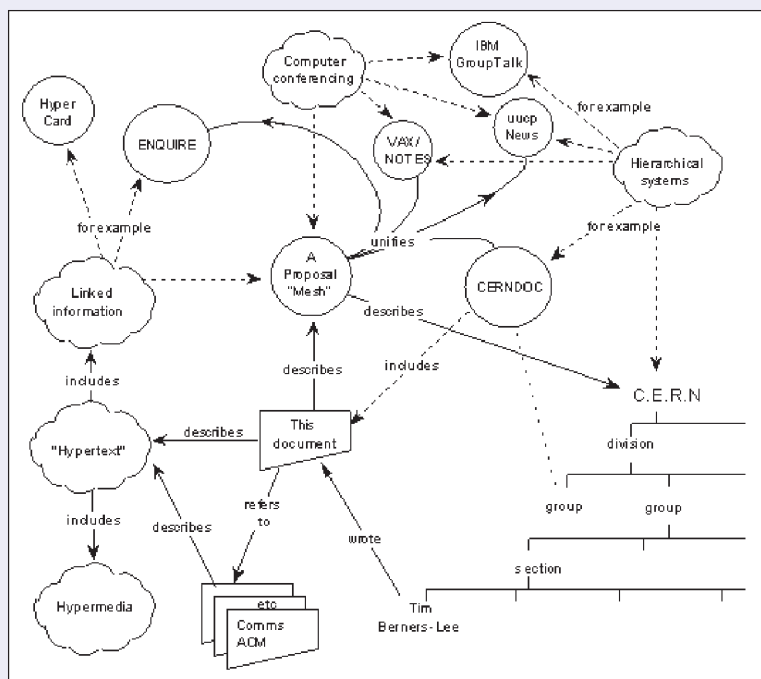 IBM
GroupTalk
Computer
conferencing
Hyper
Card
ENQUIRE
VAX/
NOTES
uucp
News
for example
Hierarchical
systems
for example
unifies
for example
A
Proposal
"Mesh"
CERNDOC
Linked
information
describes
includes
includes
describes
C.E.R.N
This
document
describes
division
"Hypertext"
includes
refers
to
describes
group
group
wrote
section
Hypermedia
etc
Comms
ACM
Tim
Berners-Lee